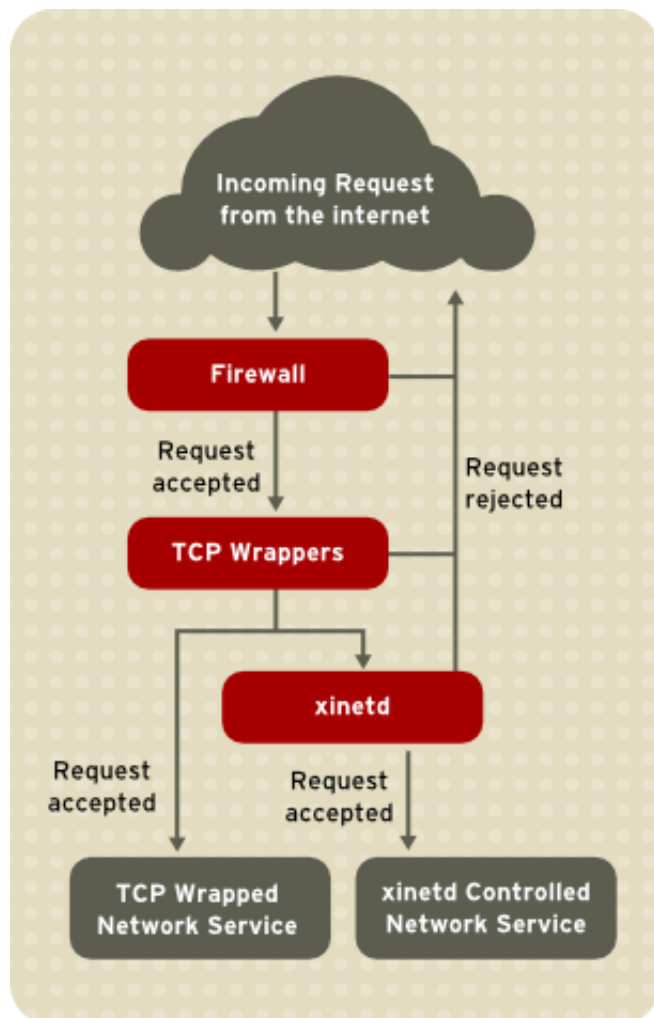 Incoming Request
from the internet
Firewall
Request
accepted
Request
rejected
TCP Wrappers
xinetd
Request
accepted
Request
accepted
TCP Wrapped
Network Service
xinetd Controlled
Network Service